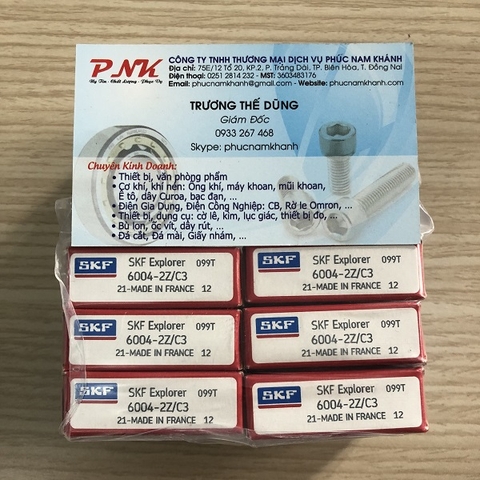 PNK
Uy Tín - Chất Lượng - Phục Vụ
CÔNG TY TNHH THƯƠNG MẠI DỊCH VỤ PHÚC NAM KHÁNH
Địa chỉ: 75E/12 Tổ 20, KP.2, P. Trảng Dài, TP. Biên Hòa, T. Đồng Nai
Điện thoại: 0251 2814 232 - MST: 3603483176
Email: phucnamkhanh@gmail.com - Website: phucnamkhanh.com
TRƯƠNG THẾ DŨNG
Giám Đốc
0933 267 468
Skype: phucnamkhanh
Chuyên Kinh Doanh:
• Thiết bị, văn phòng phẩm
• Cơ khí, khí nén: Ống khí, máy khoan, mũi khoan,
Ê tô, dây Curoa, bạc đạn, ...
• Điện Gia Dụng, Điện Công Nghiệp: CB, Rờ le Omron, ...
• Thiết bị, dụng cụ: cờ lê, kìm, lục giác, thiết bị đo, ...
• Bù lon, ốc vít, dây rút, ...
• Đá cắt, Đá mài, Giấy nhám, ...
SKF SKF Explorer 099T
6004-2Z/C3
21-MADE IN FRANCE 12
SKF SKF Explorer 099T
6004-2Z/C3
21-MADE IN FRANCE 12
SKF SKF Explorer 099T
6004-2Z/C3
21-MADE IN FRANCE 12
SKF SKF Explorer 099T
6004-2Z/C3
21-MADE IN FRANCE 12
SKF SKF Explorer 099T
6004-2Z/C3
21-MADE IN FRANCE 12
SKF SKF Explorer 099T
6004-2Z/C3
21-MADE IN FRANCE 12